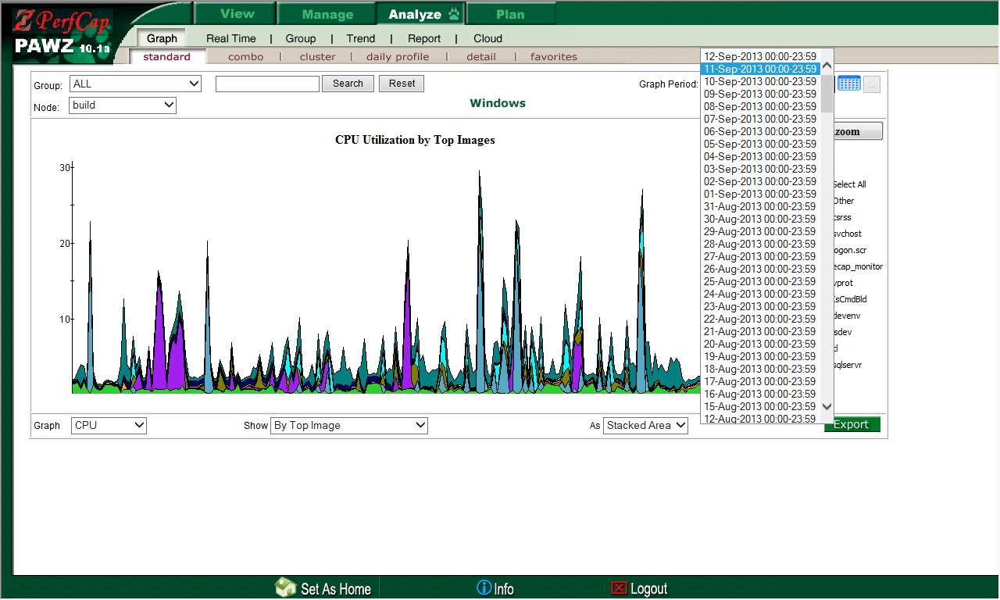 PerfCap
PAWZ 10.1a
View
Manage
Analyze
Plan
Graph
Real Time | Group | Trend | Report | Cloud
standard
combo | cluster | daily profile | detail | favorites
Group: ALL
Search
Reset
Graph Period:
...
Node: build
Windows
12-Sep-2013 00:00-23:59
11-Sep-2013 00:00-23:59
10-Sep-2013 00:00-23:59
09-Sep-2013 00:00-23:59
08-Sep-2013 00:00-23:59
07-Sep-2013 00:00-23:59
06-Sep-2013 00:00-23:59
05-Sep-2013 00:00-23:59
04-Sep-2013 00:00-23:59
03-Sep-2013 00:00-23:59
02-Sep-2013 00:00-23:59
01-Sep-2013 00:00-23:59
31-Aug-2013 00:00-23:59
30-Aug-2013 00:00-23:59
29-Aug-2013 00:00-23:59
28-Aug-2013 00:00-23:59
27-Aug-2013 00:00-23:59
26-Aug-2013 00:00-23:59
25-Aug-2013 00:00-23:59
24-Aug-2013 00:00-23:59
23-Aug-2013 00:00-23:59
22-Aug-2013 00:00-23:59
21-Aug-2013 00:00-23:59
20-Aug-2013 00:00-23:59
19-Aug-2013 00:00-23:59
18-Aug-2013 00:00-23:59
17-Aug-2013 00:00-23:59
16-Aug-2013 00:00-23:59
15-Aug-2013 00:00-23:59
12-Aug-2013 00:00-23:59
CPU Utilization by Top Images
30
20
10
zoom
Select All
Other
csrss
svchost
logon.scr
ecap_monitor
vprot
IsCmdBld
devenv
isdev
cl
sqlservr
Graph CPU
Show By Top Image
As Stacked Area
Export
Set As Home
Info
Logout